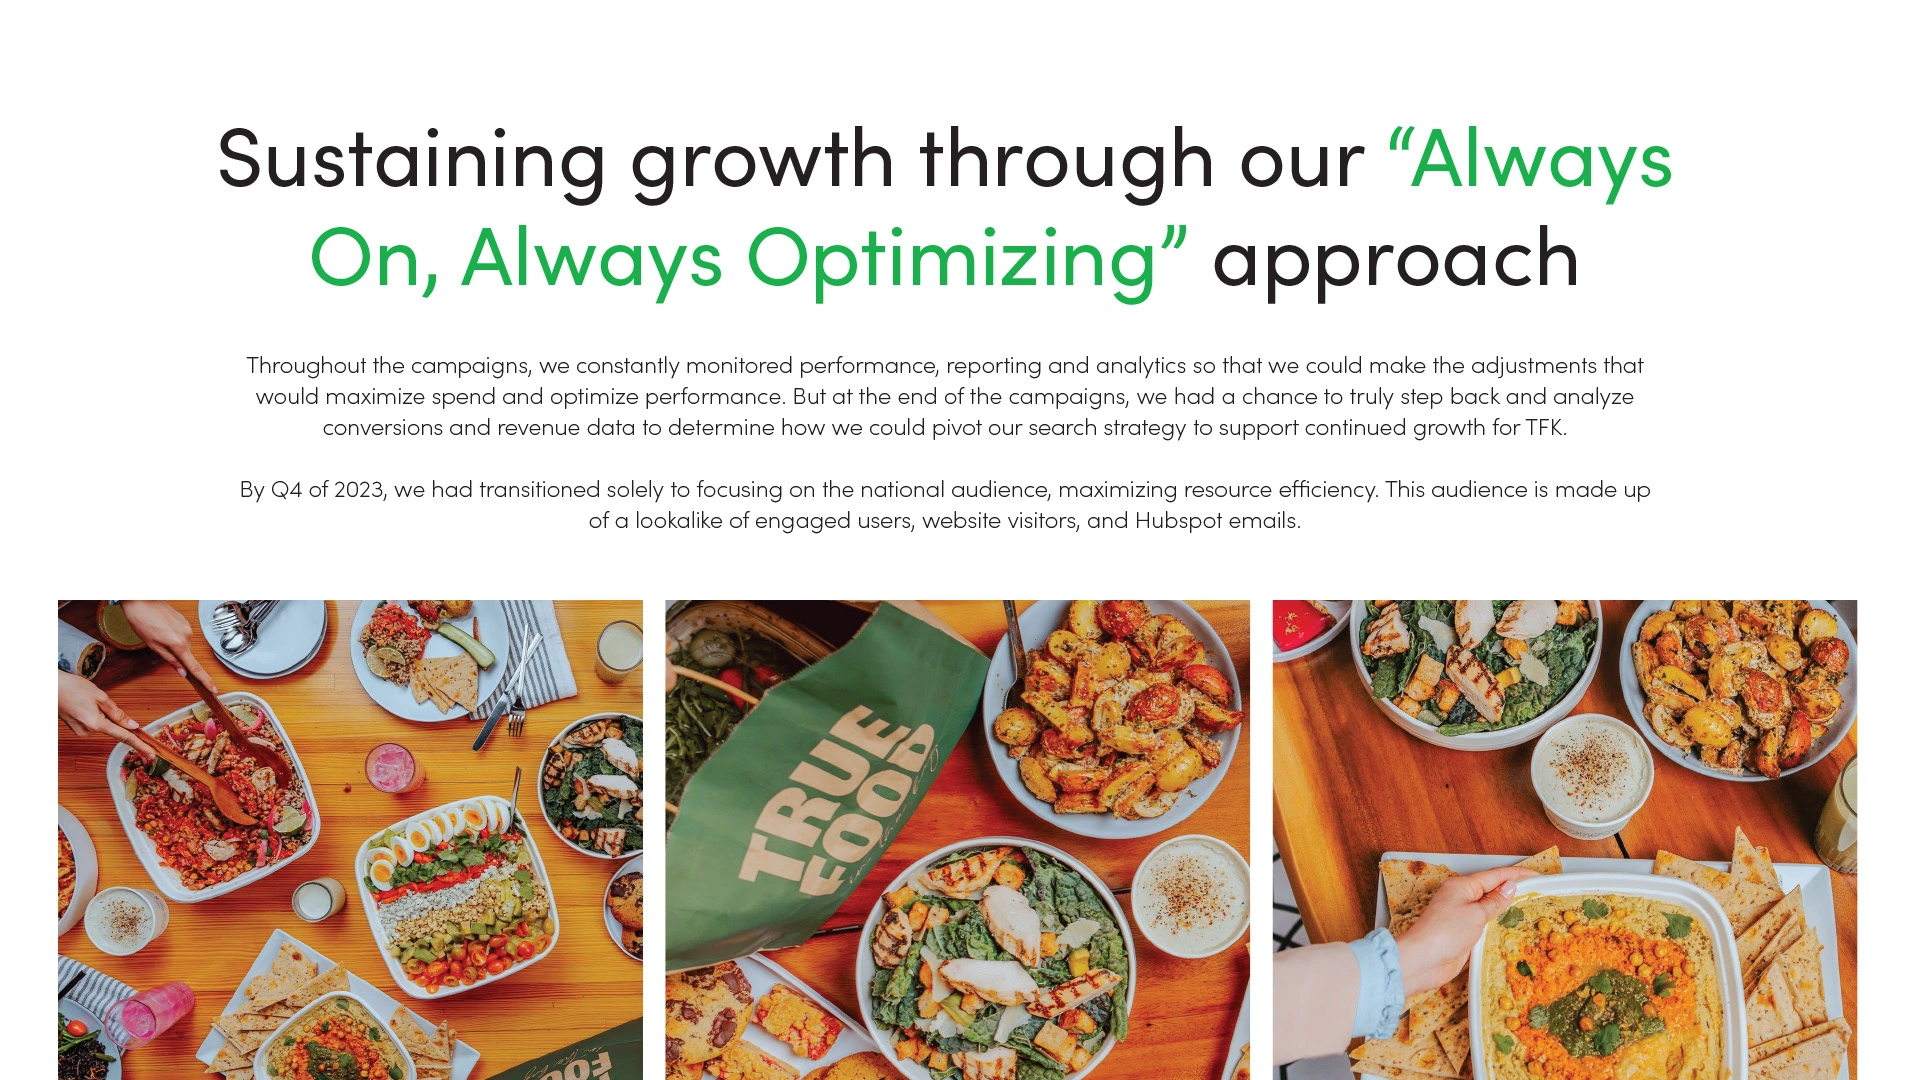 Sustaining growth through our “Always
On, Always Optimizing” approach
Throughout the campaigns, we constantly monitored performance, reporting and analytics so that we could make the adjustments that
would maximize spend and optimize performance. But at the end of the campaigns, we had a chance to truly step back and analyze
conversions and revenue data to determine how we could pivot our search strategy to support continued growth for TFK.
By Q4 of 2023, we had transitioned solely to focusing on the national audience, maximizing resource efficiency. This audience is made up
of a lookalike of engaged users, website visitors, and Hubspot emails.
TRUE
FOOD